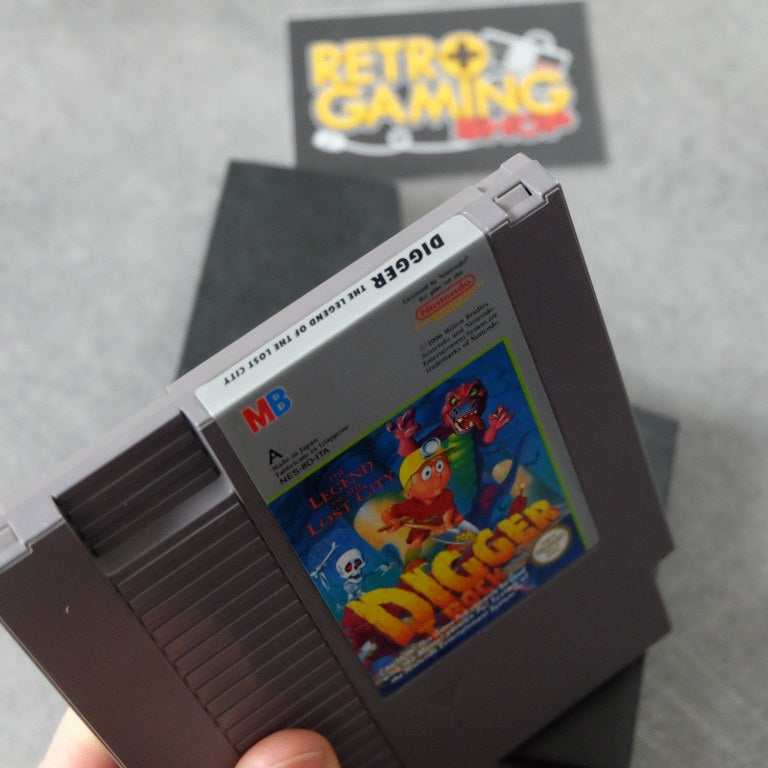 RETRO
GAMING
SHOP
DIGGER THE LEGEND OF THE LOST CITY
Licensed by Nintendo®
for play on the
Nintendo
©1990 Milton Bradley
Nintendo and Nintendo
Entertainment System are
trademarks of Nintendo
MB
A
Made in Japan
Fabbricato in Giappone
NES-8D-ITA
THE
LEGEND
OF THE
LOST CITY
DIGGER
T. ROCK